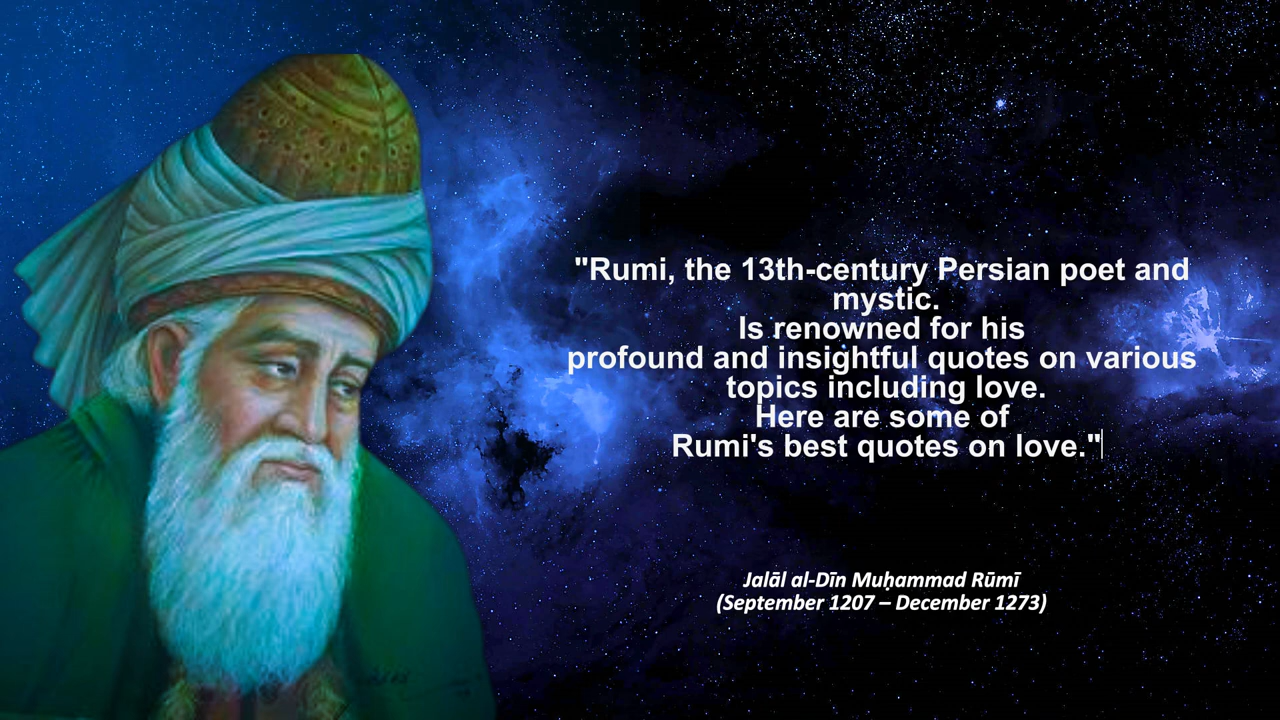 "Rumi, the 13th-century Persian poet and
mystic.
Is renowned for his
profound and insightful quotes on various
topics including love.
Here are some of
Rumi's best quotes on love."
Jalāl al-Dīn Muḥammad Rūmī
(September 1207 – December 1273)